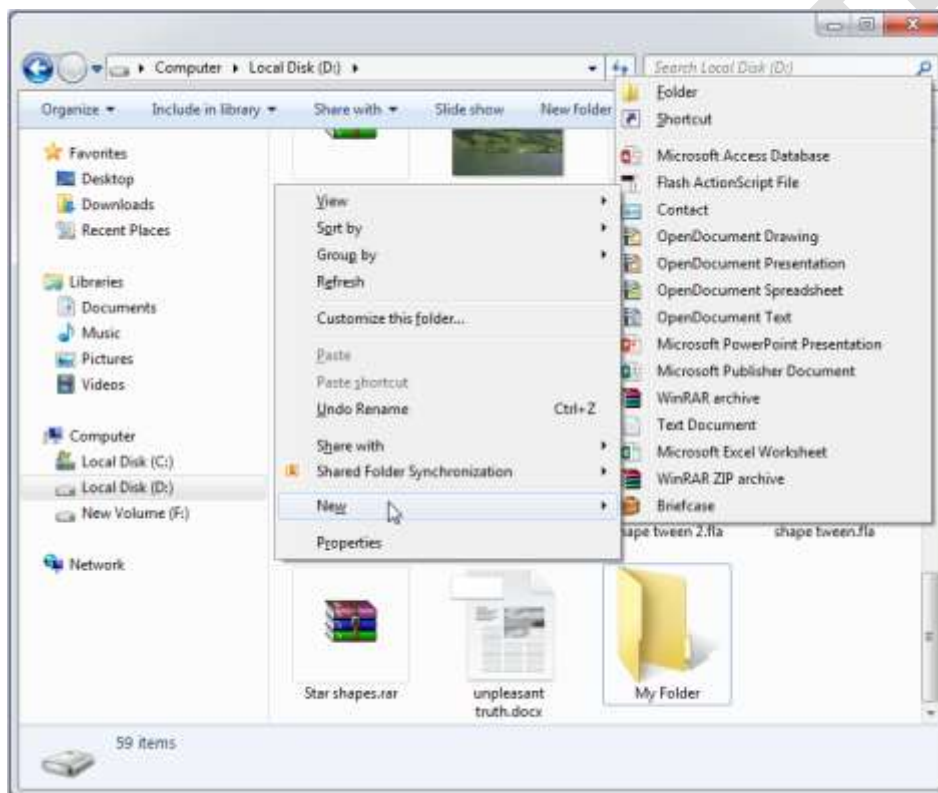 Computer ▸ Local Disk (D:) ▸
Search Local Disk (D:)
Organize
Include in library
Share with
Slide show
New folder
Favorites
Desktop
Downloads
Recent Places
Libraries
Documents
Music
Pictures
Videos
Computer
Local Disk (C:)
Local Disk (D:)
New Volume (F:)
Network
View
Sort by
Group by
Refresh
Customize this folder...
Paste
Paste shortcut
Undo Rename Ctrl+Z
Share with
Shared Folder Synchronization
New
Properties
Folder
Shortcut
Microsoft Access Database
Flash ActionScript File
Contact
OpenDocument Drawing
OpenDocument Presentation
OpenDocument Spreadsheet
OpenDocument Text
Microsoft PowerPoint Presentation
Microsoft Publisher Document
WinRAR archive
Text Document
Microsoft Excel Worksheet
WinRAR ZIP archive
Briefcase
tween 2.fla
shape tween.fla
Star shapes.rar
unpleasant
truth.docx
My Folder
59 items